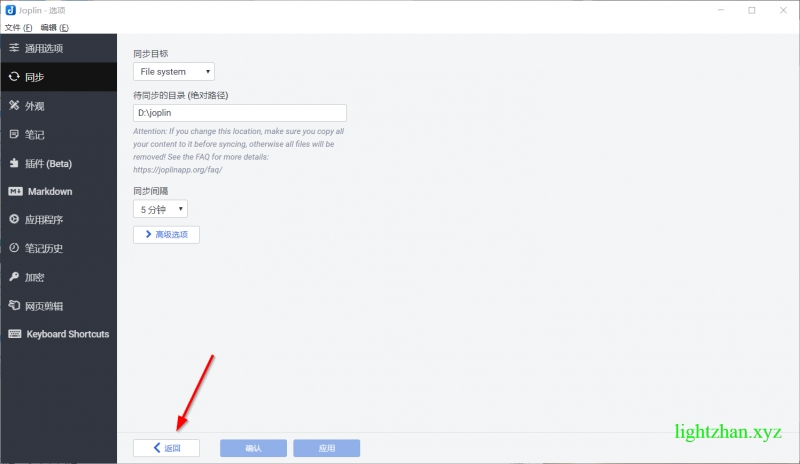 Joplin - 选项
文件 (F) 编辑 (E)
通用选项
同步
外观
笔记
插件 (Beta)
Markdown
应用程序
笔记历史
加密
网页剪辑
Keyboard Shortcuts
同步目标
File system
待同步的目录 (绝对路径)
D:\joplin
Attention: If you change this location, make sure you copy all
your content to it before syncing, otherwise all files will be
removed! See the FAQ for more details:
https://joplinapp.org/faq/
同步间隔
5 分钟
高级选项
返回 确认 应用
lightzhan.xyz